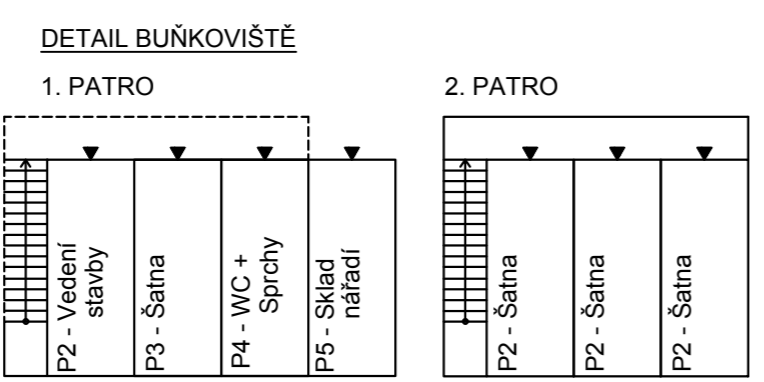 DETAIL BUŇKOVIŠTĚ
1. PATRO
P2 - Vedení
stavby
P3 - Šatna
P4 - WC +
Sprchy
P5 - Sklad
nářadí
2. PATRO
P2 - Šatna
P2 - Šatna
P2 - Šatna